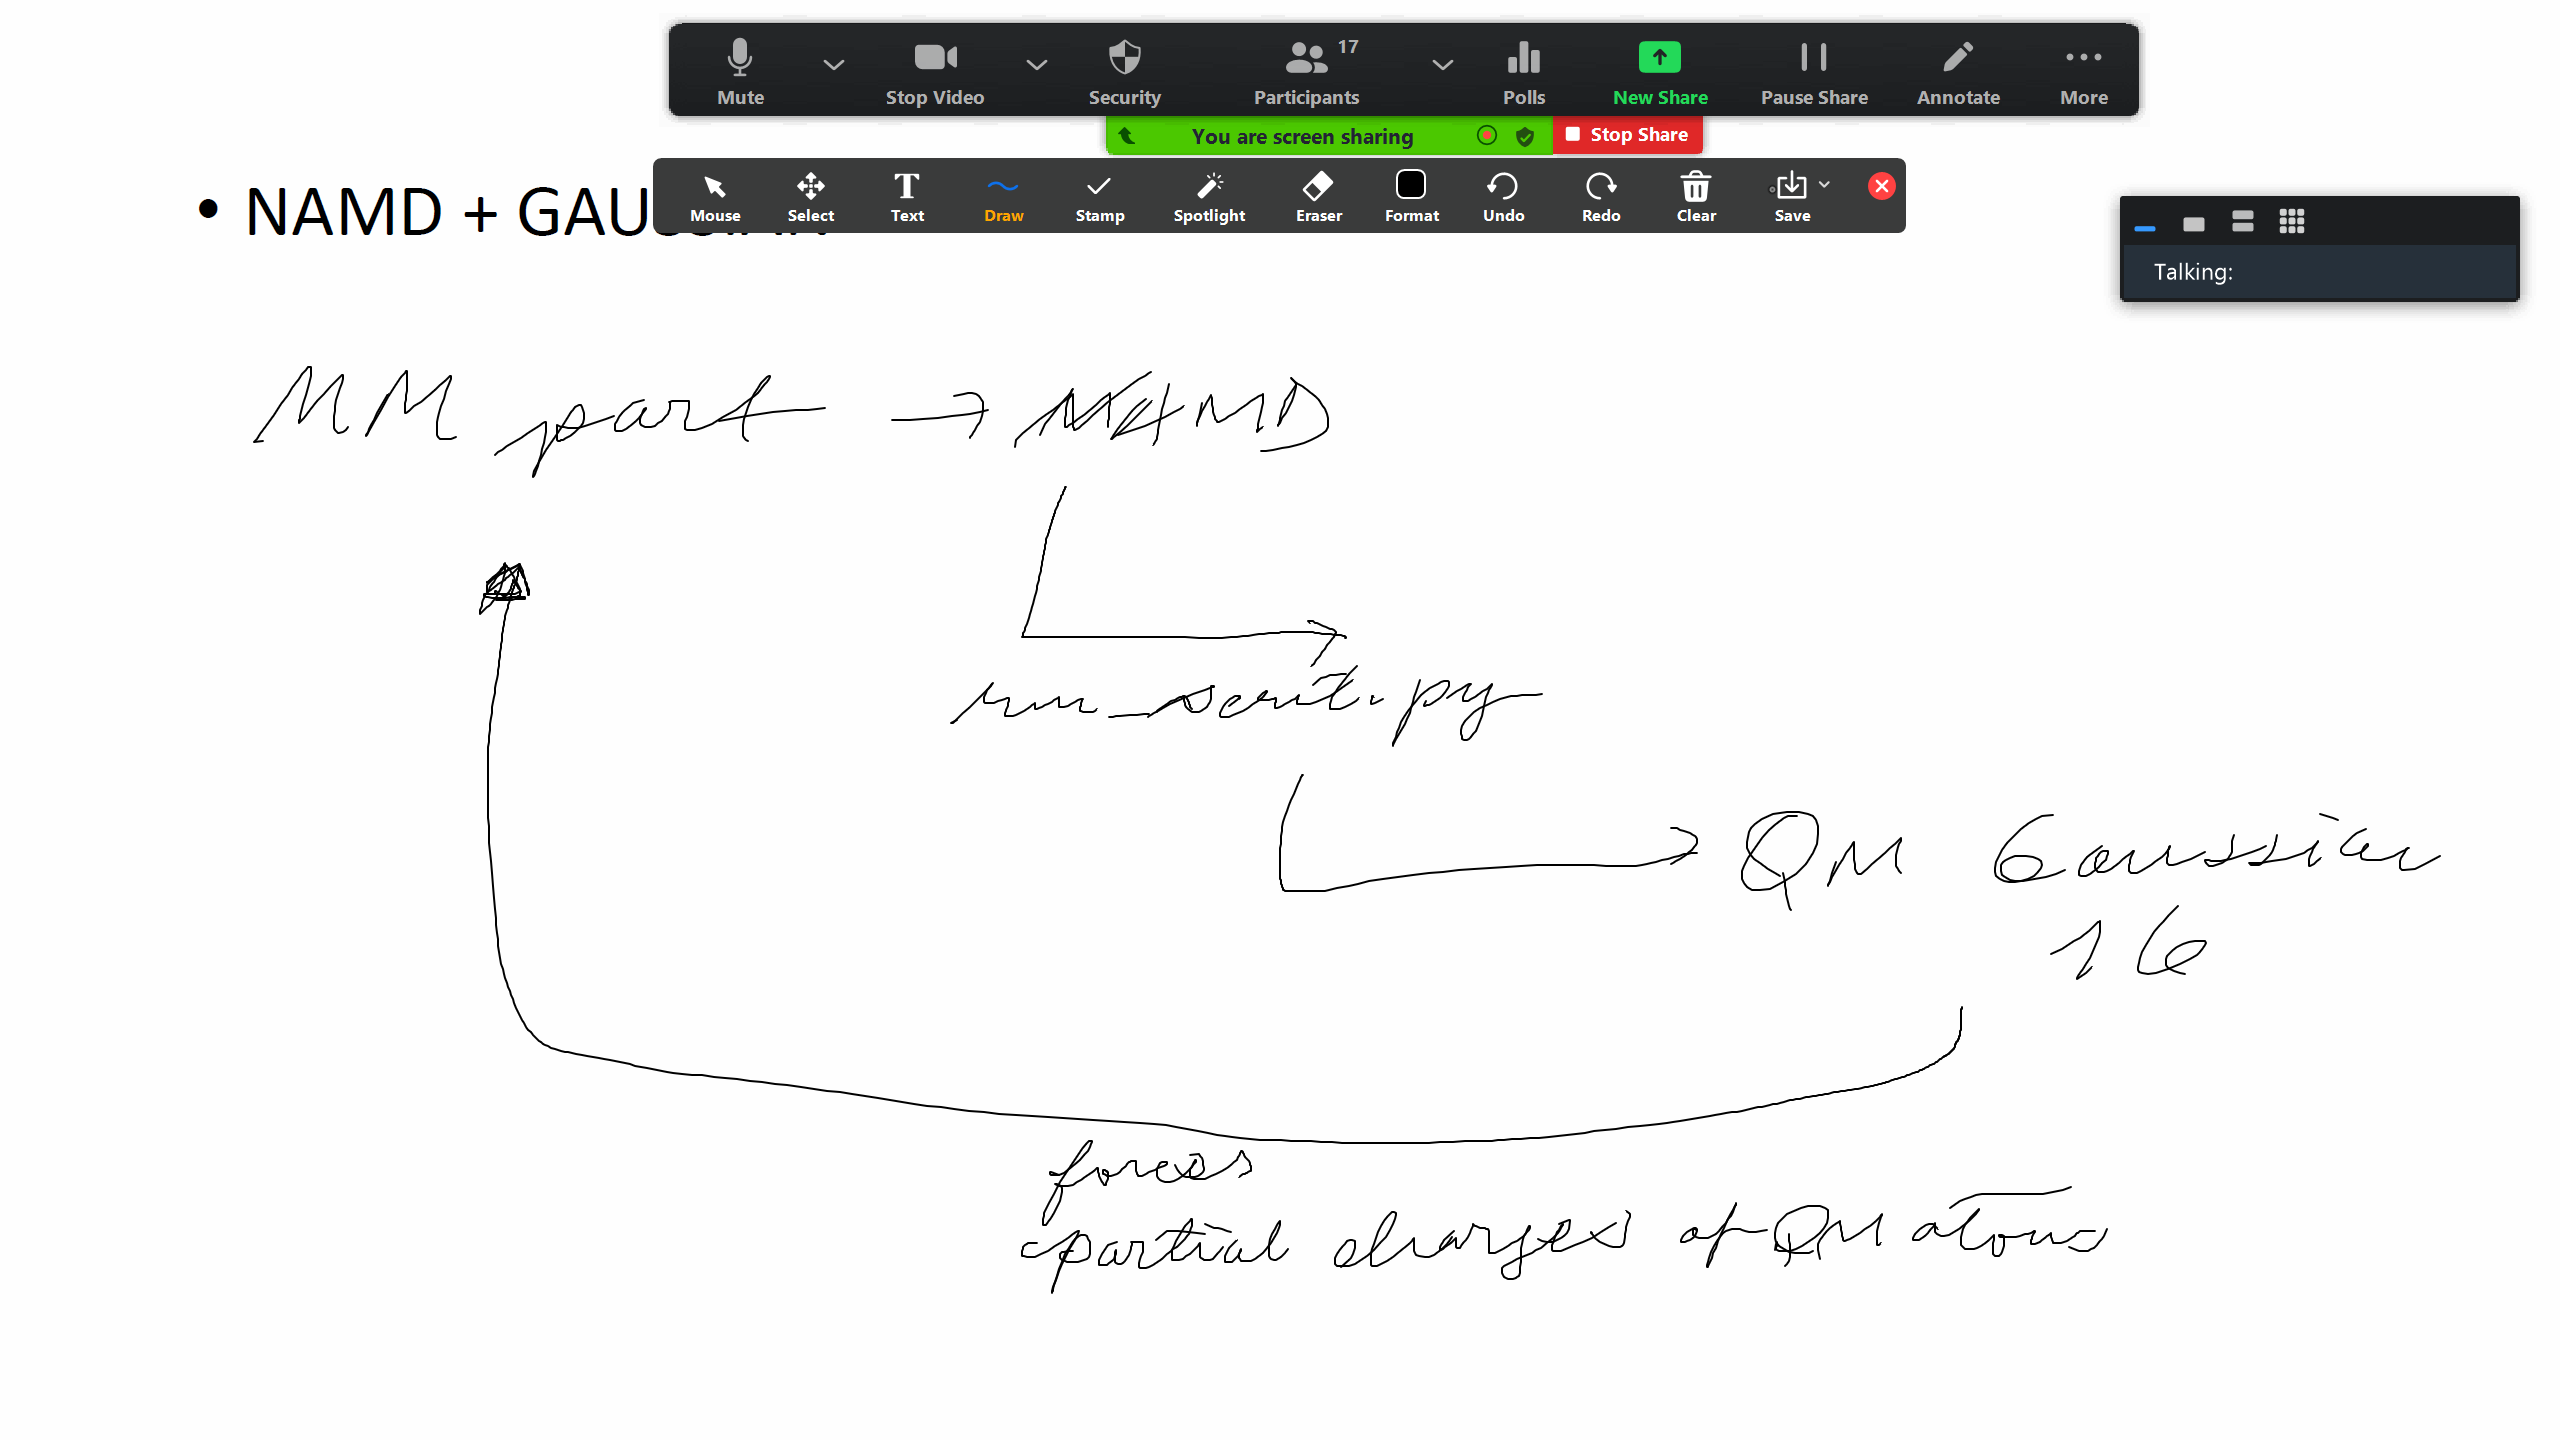 17
Mute Stop Video Security Participants Polls New Share Pause Share Annotate More
You are screen sharing Stop Share
Mouse Select Text Draw Stamp Spotlight Eraser Format Undo Redo Clear Save
• NAMD + GAUSSIAN
Talking:
MM part → NAMD
run_script.py
QM Gaussian
16
forces
partial charges of QM atoms